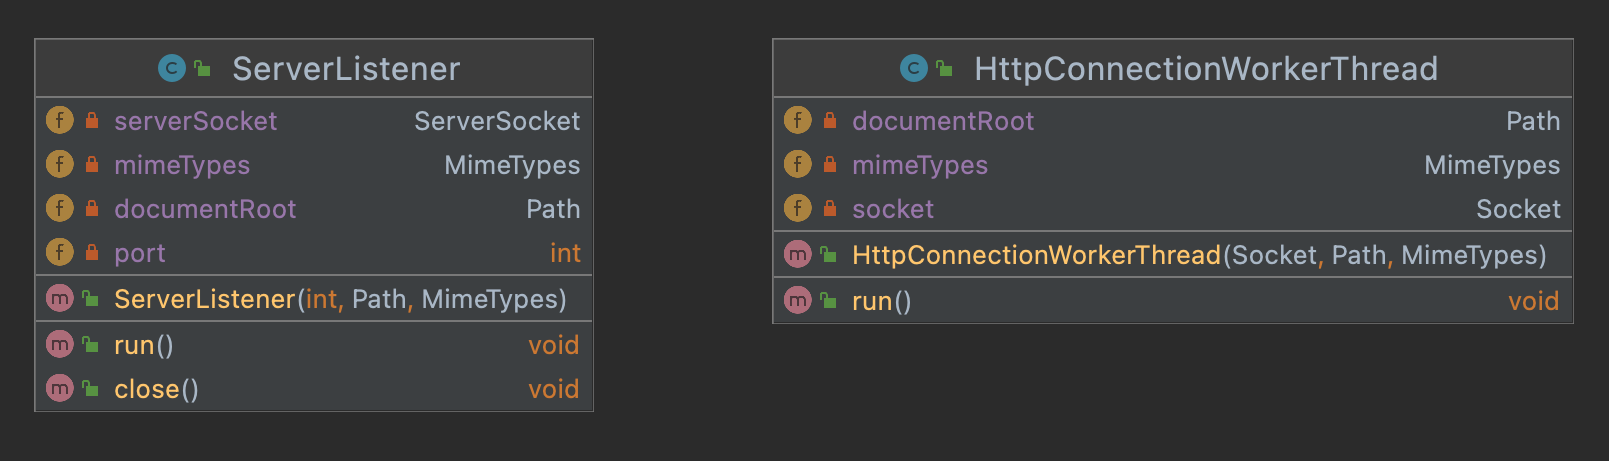 ServerListener
serverSocket ServerSocket
mimeTypes MimeTypes
documentRoot Path
port int
ServerListener(int, Path, MimeTypes)
run() void
close() void
HttpConnectionWorkerThread
documentRoot Path
mimeTypes MimeTypes
socket Socket
HttpConnectionWorkerThread(Socket, Path, MimeTypes)
run() void